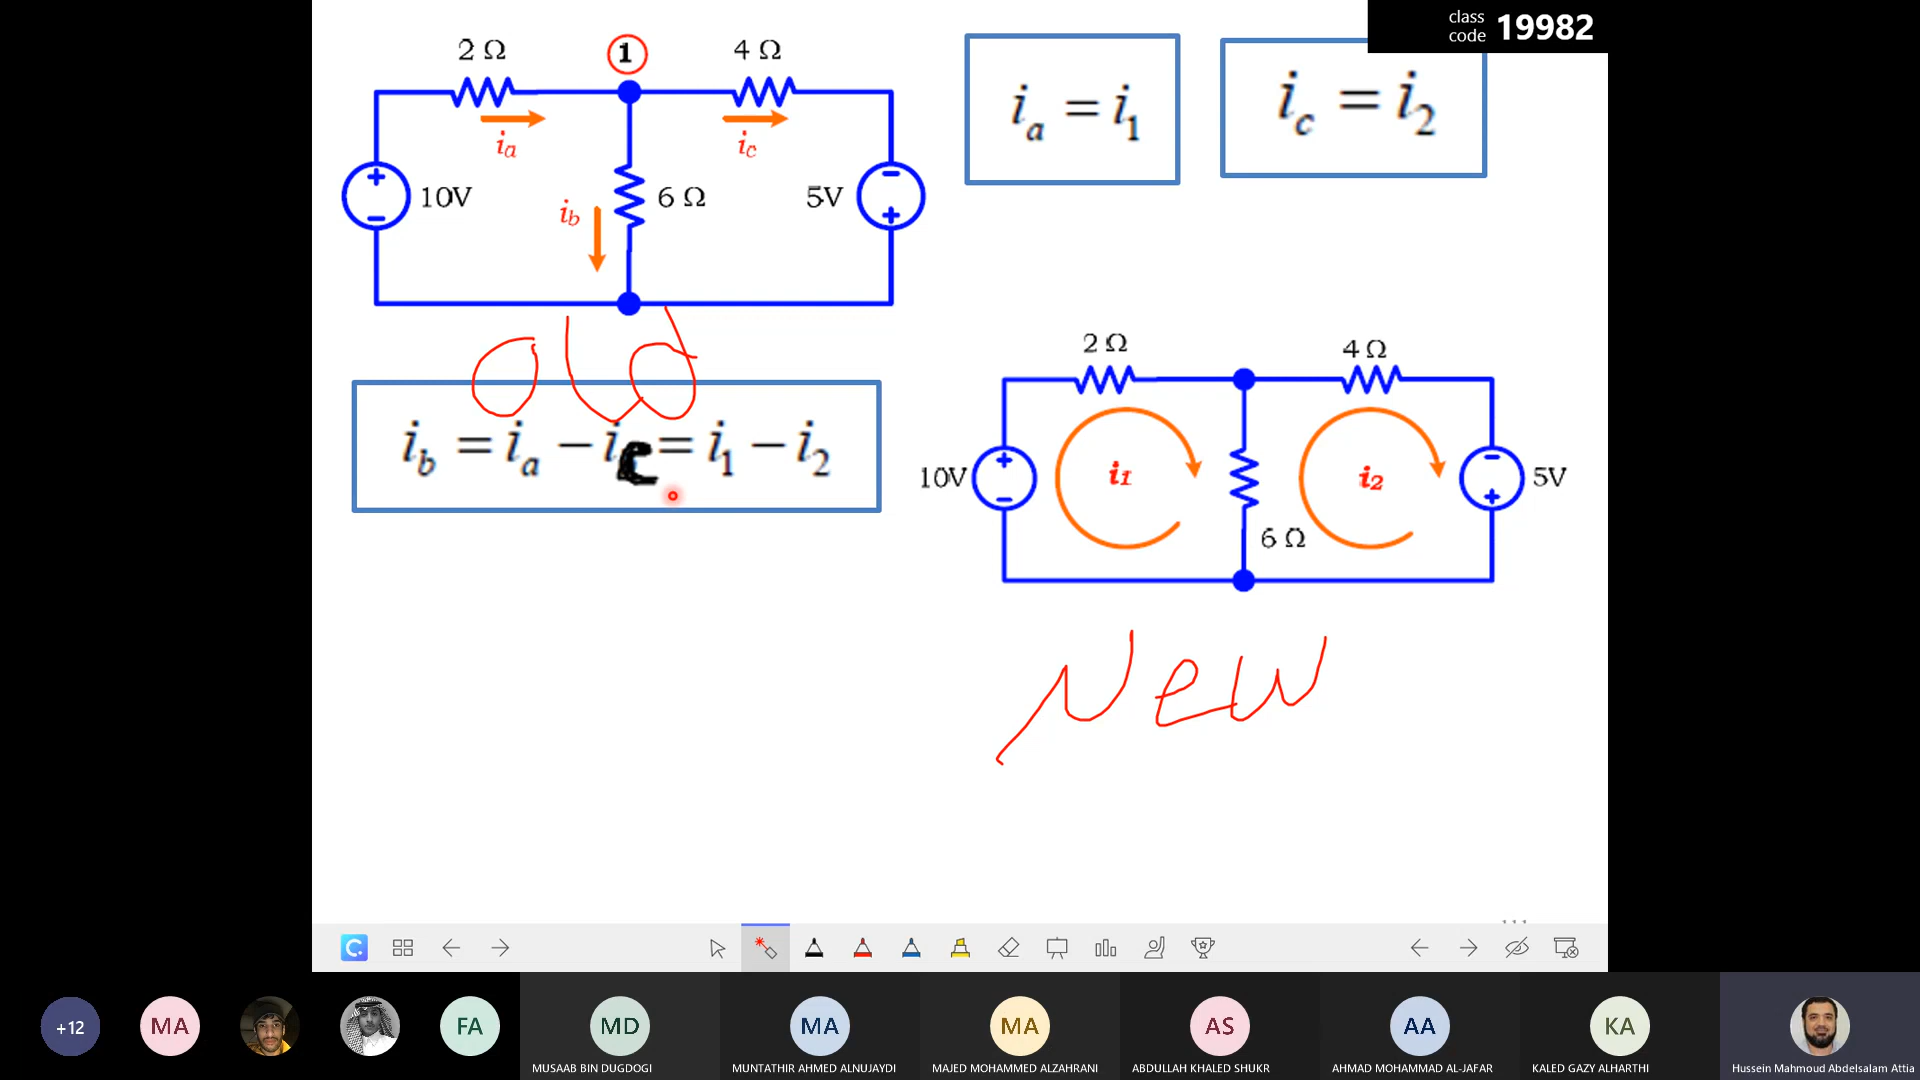 class
code 19982
2 Ω
1
4 Ω
ia
ic
10V
ib
6 Ω
5V
+
−
−
+
ia = i1
ic = i2
old
ib = ia − ic = i1 − i2
2 Ω
4 Ω
10V
+
−
i1
i2
−
+
5V
6 Ω
New
C
+12
MA
FA
MD
MUSAAB BIN DUGDOGI
MA
MUNTATHIR AHMED ALNUJAYDI
MA
MAJED MOHAMMED ALZAHRANI
AS
ABDULLAH KHALED SHUKR
AA
AHMAD MOHAMMAD AL-JAFAR
KA
KALED GAZY ALHARTHI
Hussein Mahmoud Abdelsalam Attia